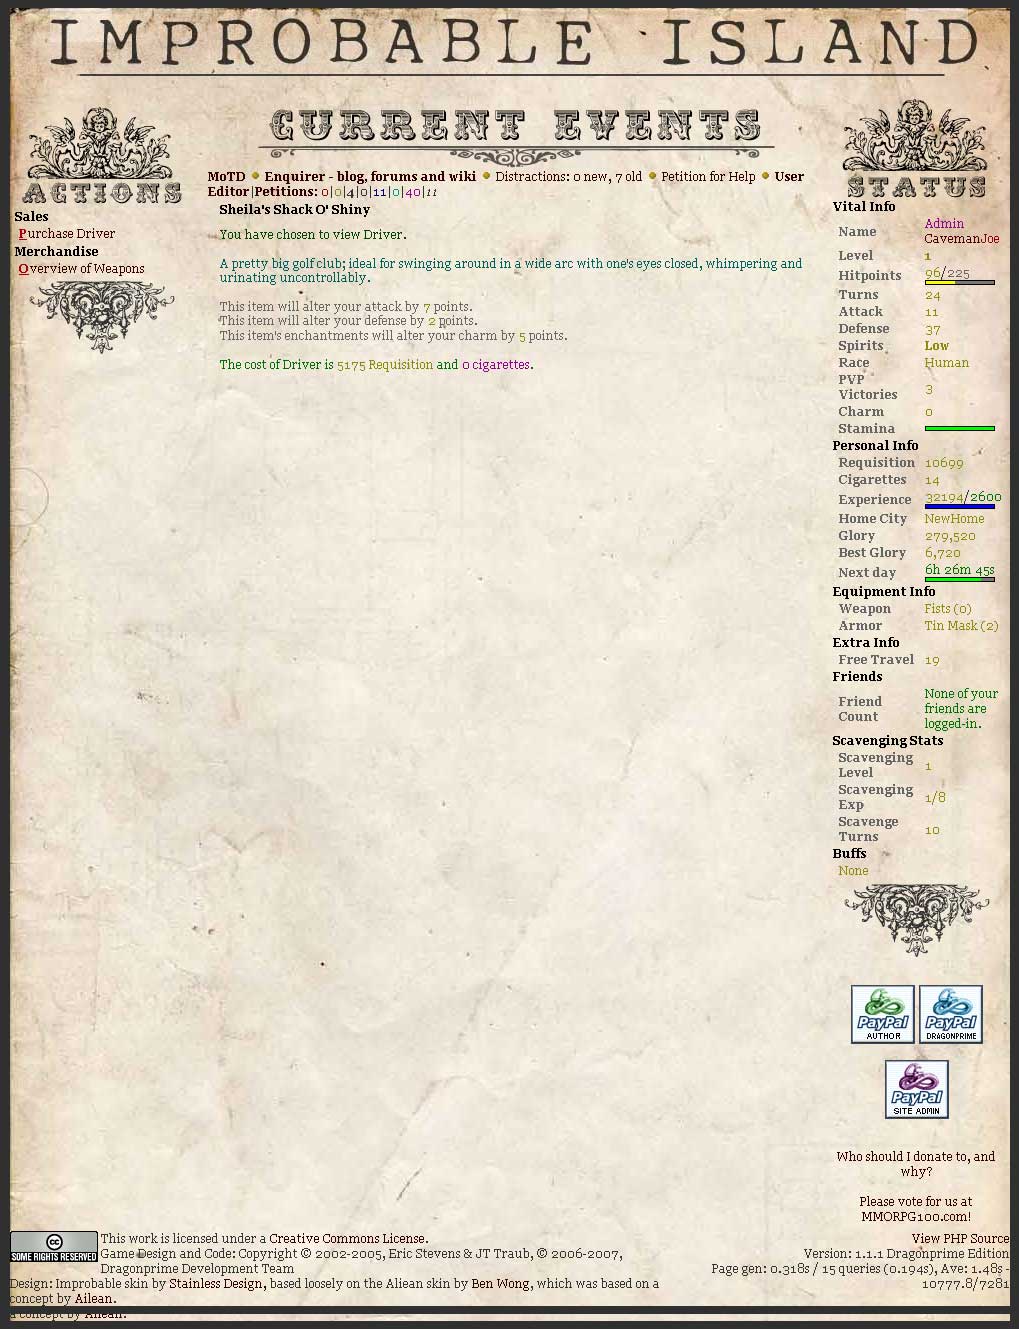 IMPROBABLE ISLAND
CURRENT EVENTS
ACTIONS
Sales
Purchase Driver
Merchandise
Overview of Weapons
MoTD Enquirer - blog, forums and wiki Distractions: 0 new, 7 old Petition for Help User
Editor|Petitions: 0|0|4|0|11|0|40|11
Sheila's Shack O' Shiny
You have chosen to view Driver.
A pretty big golf club; ideal for swinging around in a wide arc with one's eyes closed, whimpering and
urinating uncontrollably.
This item will alter your attack by 7 points.
This item will alter your defense by 2 points.
This item's enchantments will alter your charm by 5 points.
The cost of Driver is 5175 Requisition and 0 cigarettes.
STATUS
Vital Info
Name Admin CavemanJoe
Level 1
Hitpoints 96/225
Turns 24
Attack 11
Defense 37
Spirits Low
Race Human
PVP Victories 3
Charm 0
Stamina
Personal Info
Requisition 10699
Cigarettes 14
Experience 32194/2600
Home City NewHome
Glory 279,520
Best Glory 6,720
Next day 6h 26m 45s
Equipment Info
Weapon Fists (0)
Armor Tin Mask (2)
Extra Info
Free Travel 19
Friends
Friend Count None of your friends are logged-in.
Scavenging Stats
Scavenging Level 1
Scavenging Exp 1/8
Scavenge Turns 10
Buffs
None
PayPal AUTHOR
PayPal DRAGONPRIME
PayPal SITE ADMIN
Who should I donate to, and
why?
Please vote for us at
MMORPG100.com!
cc SOME RIGHTS RESERVED
This work is licensed under a Creative Commons License.
Game Design and Code: Copyright © 2002-2005, Eric Stevens & JT Traub, © 2006-2007,
Dragonprime Development Team
Design: Improbable skin by Stainless Design, based loosely on the Aliean skin by Ben Wong, which was based on a
concept by Ailean.
a concept by Ailean.
View PHP Source
Version: 1.1.1 Dragonprime Edition
Page gen: 0.318s / 15 queries (0.194s), Ave: 1.48s -
10777.8/7281